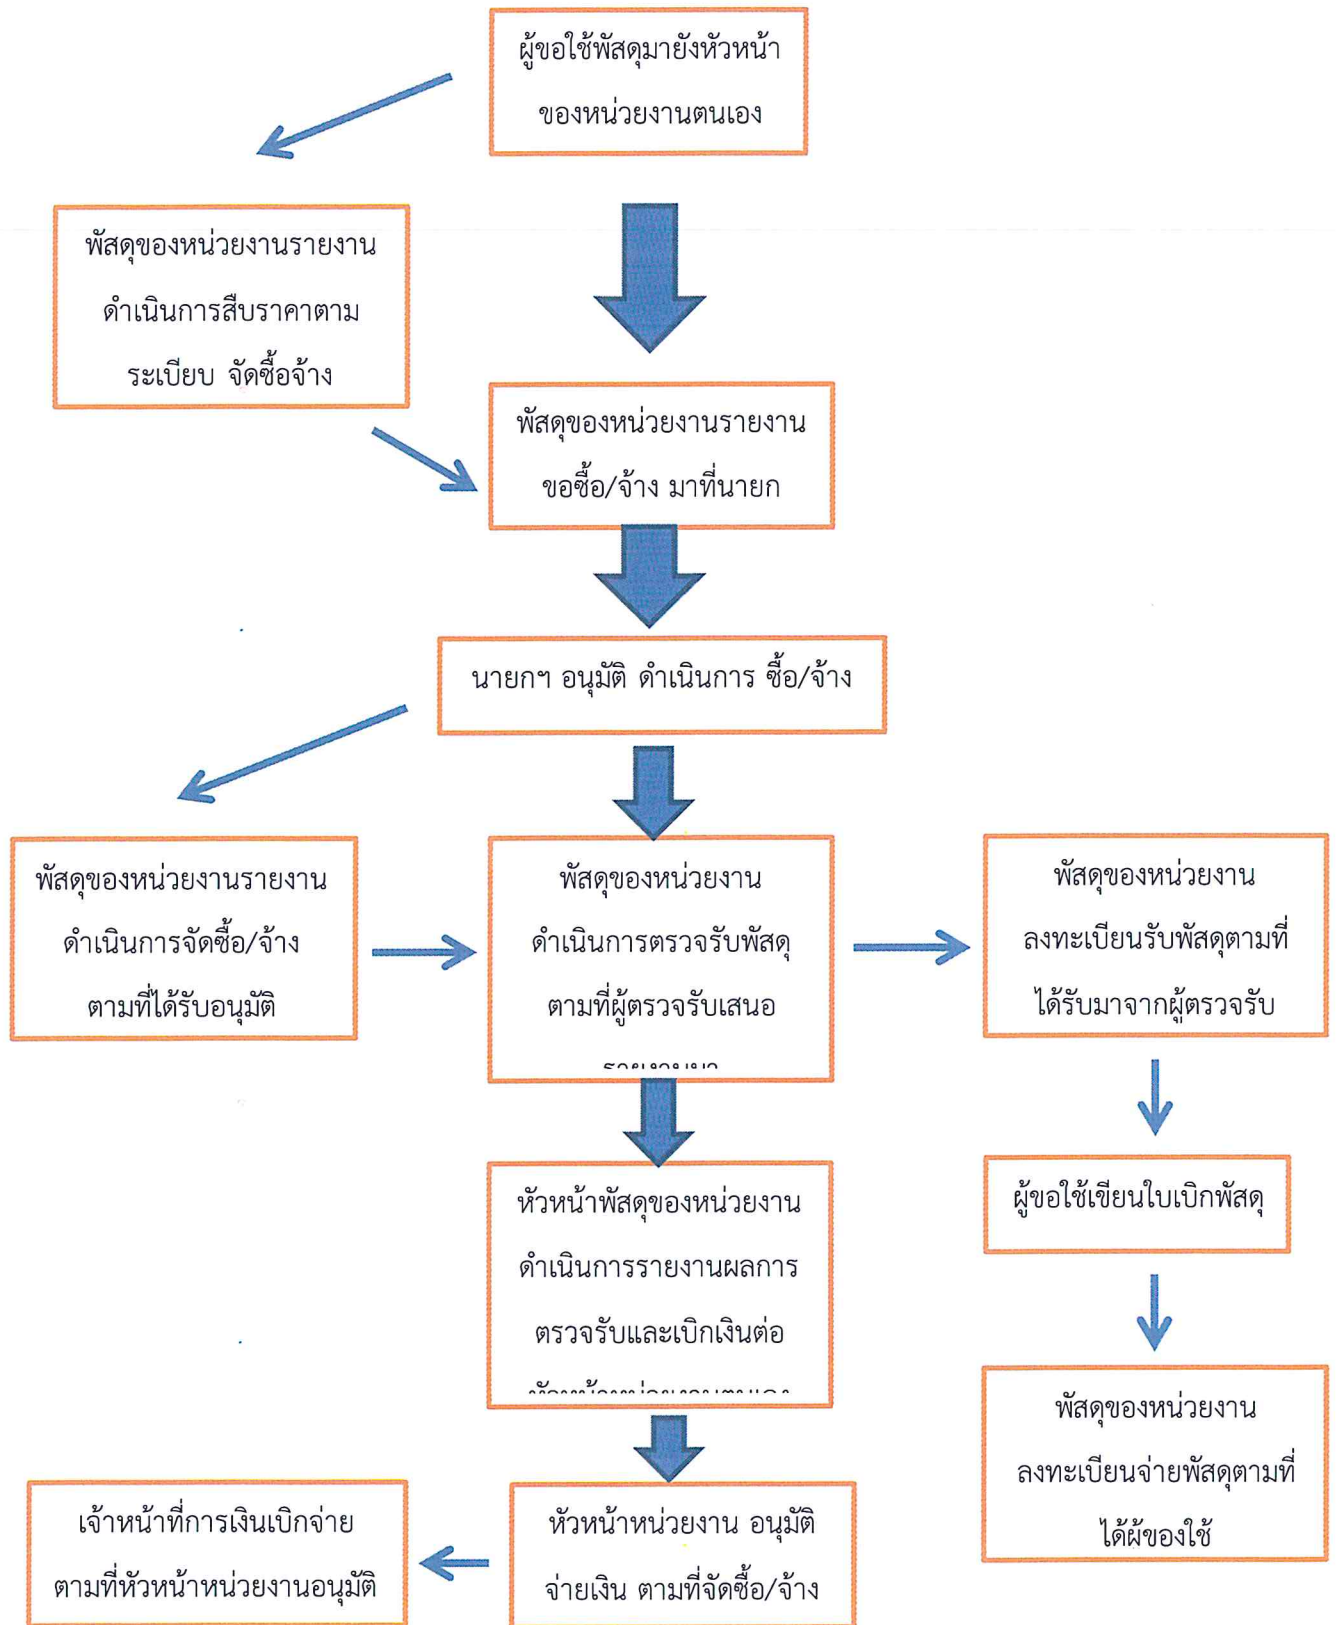 ผู้ขอใช้พัสดุมายังหัวหน้า
ของหน่วยงานตนเอง
พัสดุของหน่วยงานรายงาน
ดำเนินการสืบราคาตาม
ระเบียบ จัดซื้อจ้าง
พัสดุของหน่วยงานรายงาน
ขอซื้อ/จ้าง มาที่นายก
นายกฯ อนุมัติ ดำเนินการ ซื้อ/จ้าง
พัสดุของหน่วยงานรายงาน
ดำเนินการจัดซื้อ/จ้าง
ตามที่ได้รับอนุมัติ
พัสดุของหน่วยงาน
ดำเนินการตรวจรับพัสดุ
ตามที่ผู้ตรวจรับเสนอ
พัสดุของหน่วยงาน
ลงทะเบียนรับพัสดุตามที่
ได้รับมาจากผู้ตรวจรับ
ผู้ขอใช้เขียนใบเบิกพัสดุ
หัวหน้าพัสดุของหน่วยงาน
ดำเนินการรายงานผลการ
ตรวจรับและเบิกเงินต่อ
พัสดุของหน่วยงาน
ลงทะเบียนจ่ายพัสดุตามที่
ได้ผู้ของใช้
หัวหน้าหน่วยงาน อนุมัติ
จ่ายเงิน ตามที่จัดซื้อ/จ้าง
เจ้าหน้าที่การเงินเบิกจ่าย
ตามที่หัวหน้าหน่วยงานอนุมัติ